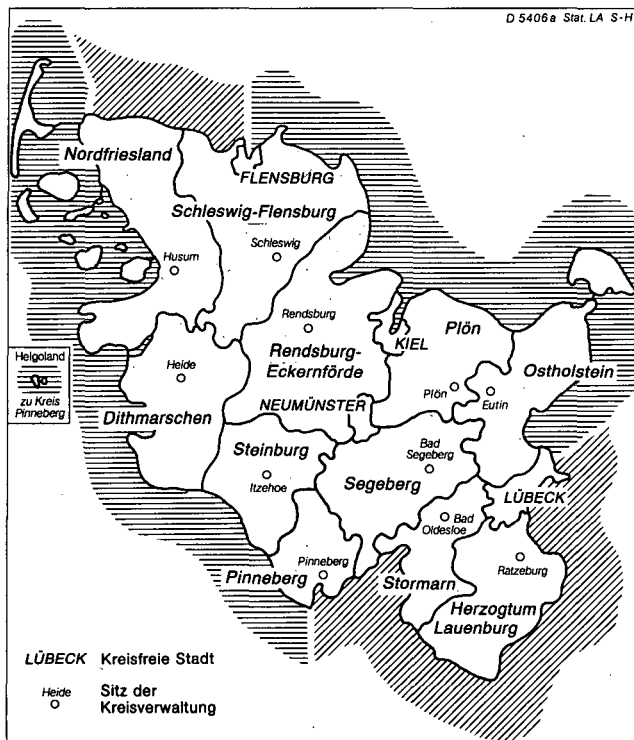 D 5406a Stat. LA S-H
Nordfriesland
FLENSBURG
Schleswig-Flensburg
Schleswig
Husum
Rendsburg
Rendsburg-
Eckernförde
KIEL
Plön
Plön
Ostholstein
Eutin
Helgoland
zu Kreis
Pinneberg
Heide
Dithmarschen
NEUMÜNSTER
Steinburg
Itzehoe
Bad
Segeberg
Segeberg
LÜBECK
Bad
Oldesloe
Pinneberg
Pinneberg
Stormarn
Ratzeburg
Herzogtum
Lauenburg
LÜBECK Kreisfreie Stadt
Heide Sitz der
Kreisverwaltung